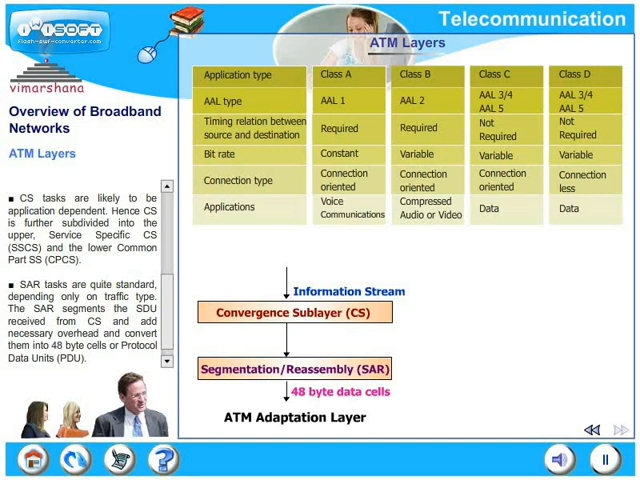 Telecommunication
iWiSOFT
flash-swf-converter.com
vimarshana
Overview of Broadband
Networks
ATM Layers
■ CS tasks are likely to be
application dependent. Hence CS
is further subdivided into the
upper, Service Specific CS
(SSCS) and the lower Common
Part SS (CPCS).
■ SAR tasks are quite standard,
depending only on traffic type.
The SAR segments the SDU
received from CS and add
necessary overhead and convert
them into 48 byte cells or Protocol
Data Units (PDU).
ATM Layers
Application type Class A Class B Class C Class D
AAL type AAL 1 AAL 2 AAL 3/4 AAL 5 AAL 3/4 AAL 5
Timing relation between source and destination Required Required Not Required Not Required
Bit rate Constant Variable Variable Variable
Connection type Connection oriented Connection oriented Connection oriented Connection less
Applications Voice Communications Compressed Audio or Video Data Data
Information Stream
Convergence Sublayer (CS)
Segmentation/Reassembly (SAR)
48 byte data cells
ATM Adaptation Layer